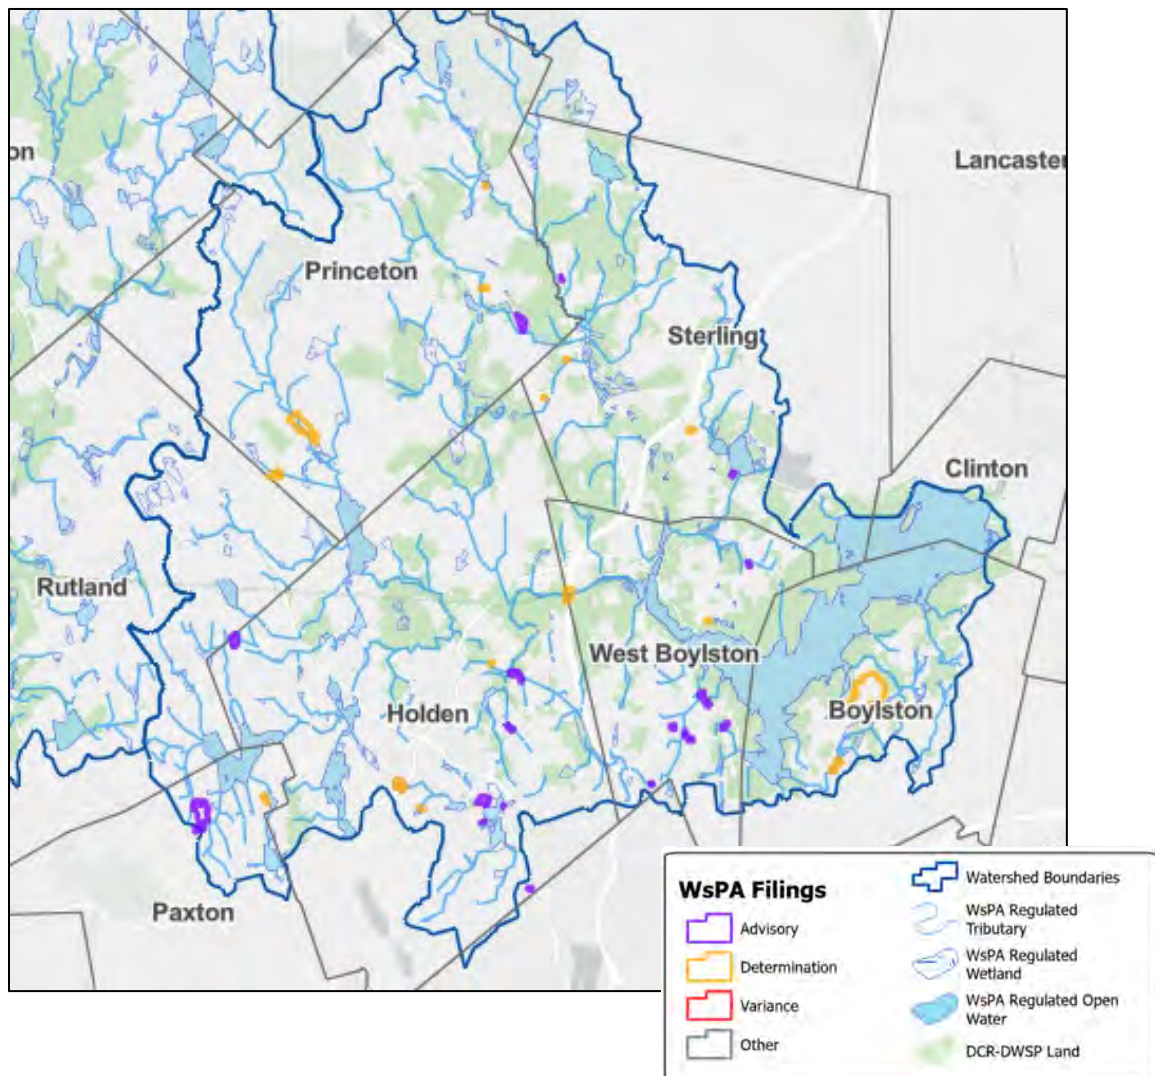 on
Lancaster
Princeton
Sterling
Clinton
Rutland
West Boylston
Holden
Boylston
Paxton
WsPA Filings
Advisory
Determination
Variance
Other
Watershed Boundaries
WsPA Regulated
Tributary
WsPA Regulated
Wetland
WsPA Regulated Open
Water
DCR-DWSP Land